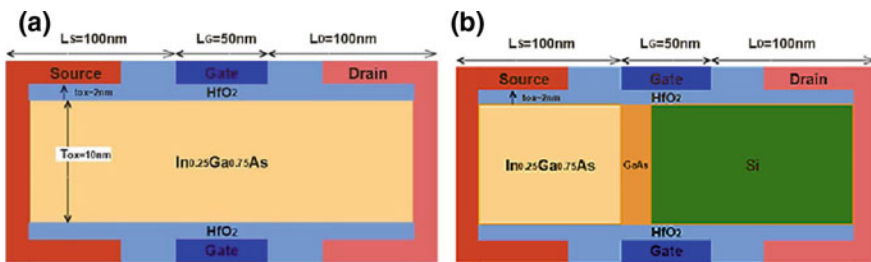 (a)
LS=100nm LG=50nm LD=100nm
Source Gate Drain
tox=2nm HfO2
Tox=10nm
In0.25Ga0.75As
HfO2
Gate
(b)
LS=100nm LG=50nm LD=100nm
Source Gate Drain
tox=2nm HfO2
In0.25Ga0.75As GaAs Si
HfO2
Gate